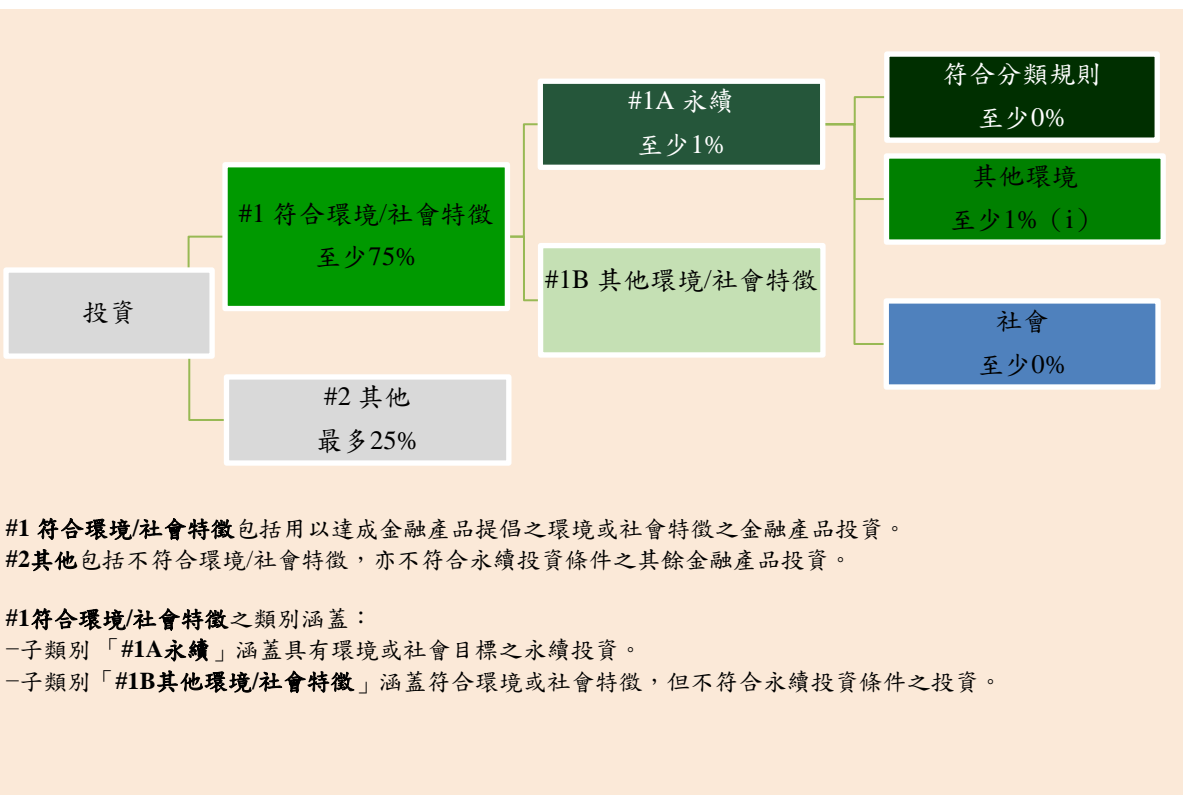 投資
#1 符合環境/社會特徵
至少75%
#2 其他
最多25%
#1A 永續
至少1%
#1B 其他環境/社會特徵
符合分類規則
至少0%
其他環境
至少1%（i）
社會
至少0%
#1 符合環境/社會特徵包括用以達成金融產品提倡之環境或社會特徵之金融產品投資。
#2其他包括不符合環境/社會特徵，亦不符合永續投資條件之其餘金融產品投資。
#1符合環境/社會特徵之類別涵蓋：
–子類別「#1A永續」涵蓋具有環境或社會目標之永續投資。
–子類別「#1B其他環境/社會特徵」涵蓋符合環境或社會特徵，但不符合永續投資條件之投資。